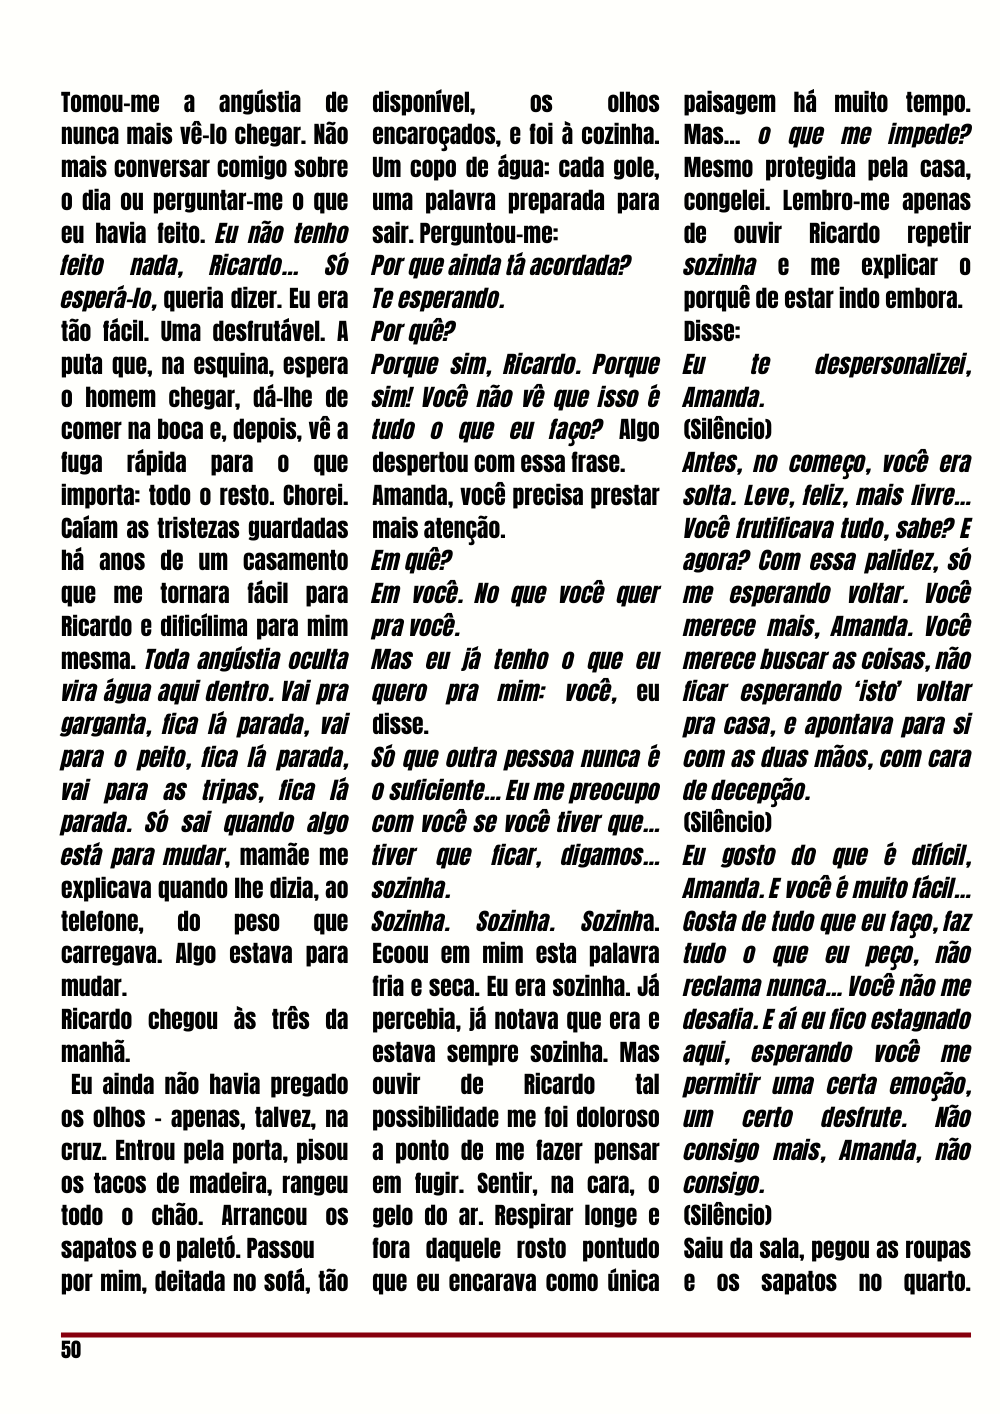 Tomou-me a angústia de
nunca mais vê-lo chegar. Não
mais conversar comigo sobre
o dia ou perguntar-me o que
eu havia feito. Eu não tenho
feito nada, Ricardo... Só
esperá-lo, queria dizer. Eu era
tão fácil. Uma desfrutável. A
puta que, na esquina, espera
o homem chegar, dá-lhe de
comer na boca e, depois, vê a
fuga rápida para o que
importa: todo o resto. Chorei.
Caíam as tristezas guardadas
há anos de um casamento
que me tornara fácil para
Ricardo e dificílima para mim
mesma. Toda angústia oculta
vira água aqui dentro. Vai pra
garganta, fica lá parada, vai
para o peito, fica lá parada,
vai para as tripas, fica lá
parada. Só sai quando algo
está para mudar, mamãe me
explicava quando lhe dizia, ao
telefone, do peso que
carregava. Algo estava para
mudar.
Ricardo chegou às três da
manhã.
Eu ainda não havia pregado
os olhos - apenas, talvez, na
cruz. Entrou pela porta, pisou
os tacos de madeira, rangeu
todo o chão. Arrancou os
sapatos e o paletó. Passou
por mim, deitada no sofá, tão
disponível, os olhos
encaroçados, e foi à cozinha.
Um copo de água: cada gole,
uma palavra preparada para
sair. Perguntou-me:
Por que ainda tá acordada?
Te esperando.
Por quê?
Porque sim, Ricardo. Porque
sim! Você não vê que isso é
tudo o que eu faço? Algo
despertou com essa frase.
Amanda, você precisa prestar
mais atenção.
Em quê?
Em você. No que você quer
pra você.
Mas eu já tenho o que eu
quero pra mim: você, eu
disse.
Só que outra pessoa nunca é
o suficiente... Eu me preocupo
com você se você tiver que...
tiver que ficar, digamos...
sozinha.
Sozinha. Sozinha. Sozinha.
Ecoou em mim esta palavra
fria e seca. Eu era sozinha. Já
percebia, já notava que era e
estava sempre sozinha. Mas
ouvir de Ricardo tal
possibilidade me foi doloroso
a ponto de me fazer pensar
em fugir. Sentir, na cara, o
gelo do ar. Respirar longe e
fora daquele rosto pontudo
que eu encarava como única
paisagem há muito tempo.
Mas... o que me impede?
Mesmo protegida pela casa,
congelei. Lembro-me apenas
de ouvir Ricardo repetir
sozinha e me explicar o
porquê de estar indo embora.
Disse:
Eu te despersonalizei,
Amanda.
(Silêncio)
Antes, no começo, você era
solta. Leve, feliz, mais livre...
Você frutificava tudo, sabe? E
agora? Com essa palidez, só
me esperando voltar. Você
merece mais, Amanda. Você
merece buscar as coisas, não
ficar esperando ‘isto’ voltar
pra casa, e apontava para si
com as duas mãos, com cara
de decepção.
(Silêncio)
Eu gosto do que é difícil,
Amanda. E você é muito fácil...
Gosta de tudo que eu faço, faz
tudo o que eu peço, não
reclama nunca... Você não me
desafia. E aí eu fico estagnado
aqui, esperando você me
permitir uma certa emoção,
um certo desfrute. Não
consigo mais, Amanda, não
consigo.
(Silêncio)
Saiu da sala, pegou as roupas
e os sapatos no quarto.
50